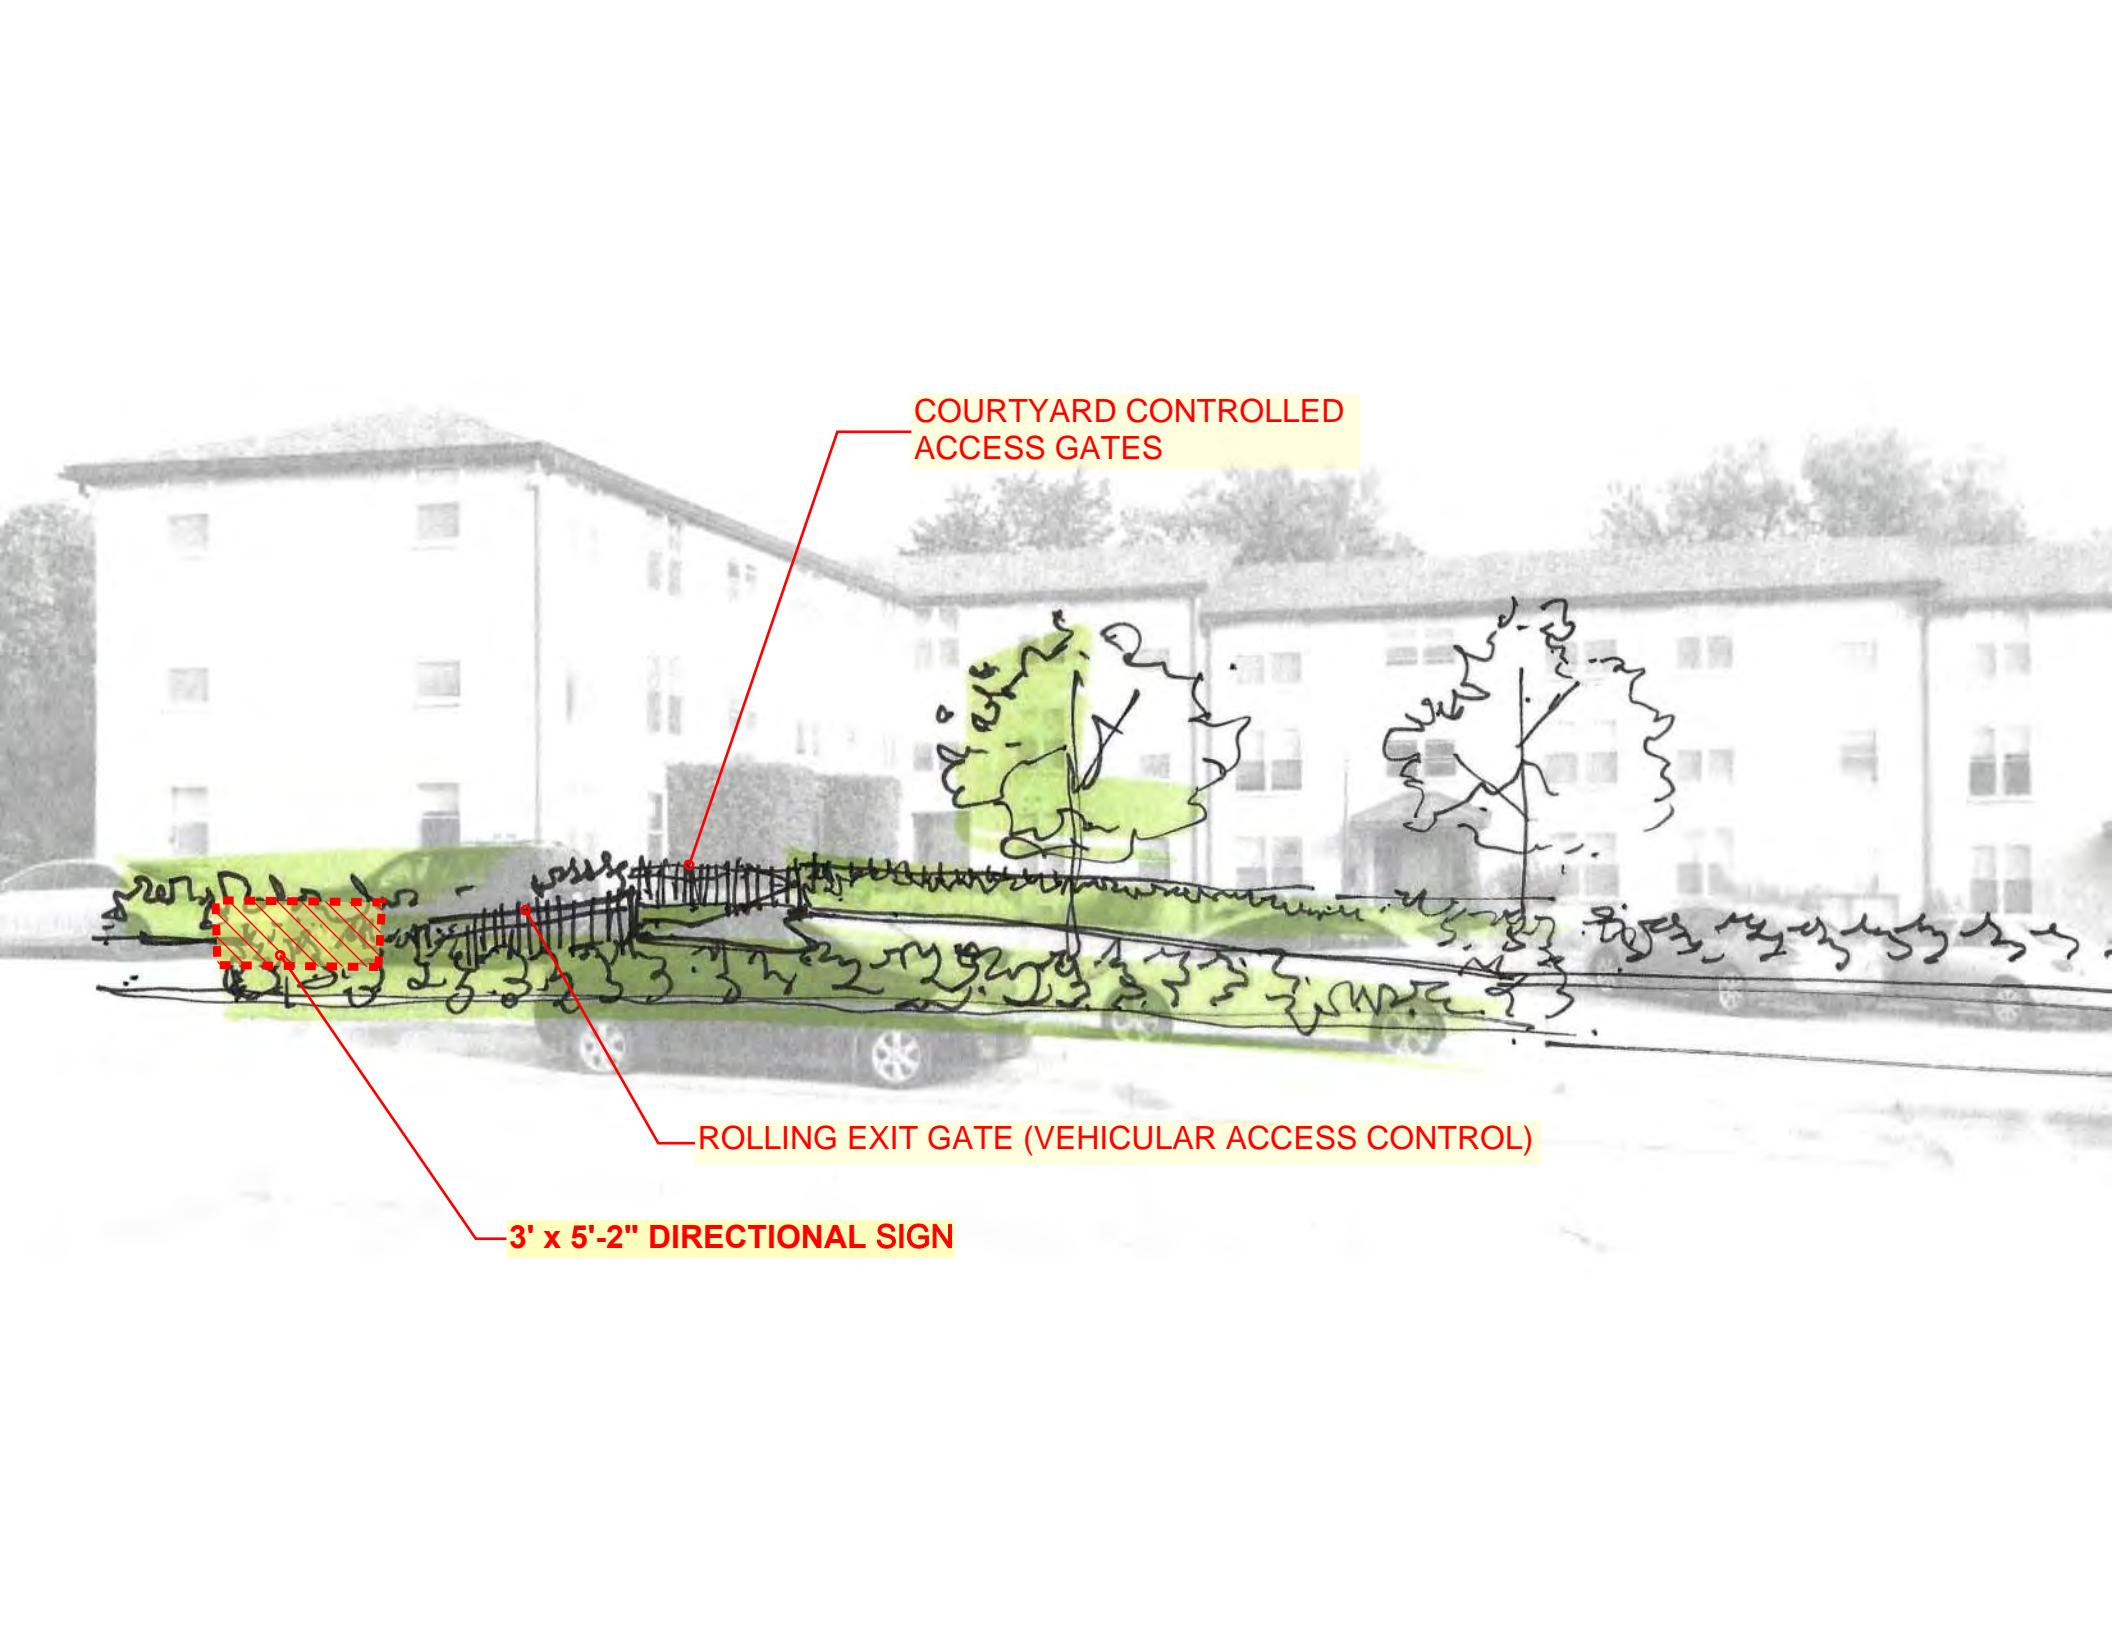 COURTYARD CONTROLLED
ACCESS GATES
ROLLING EXIT GATE (VEHICULAR ACCESS CONTROL)
3' x 5'-2" DIRECTIONAL SIGN